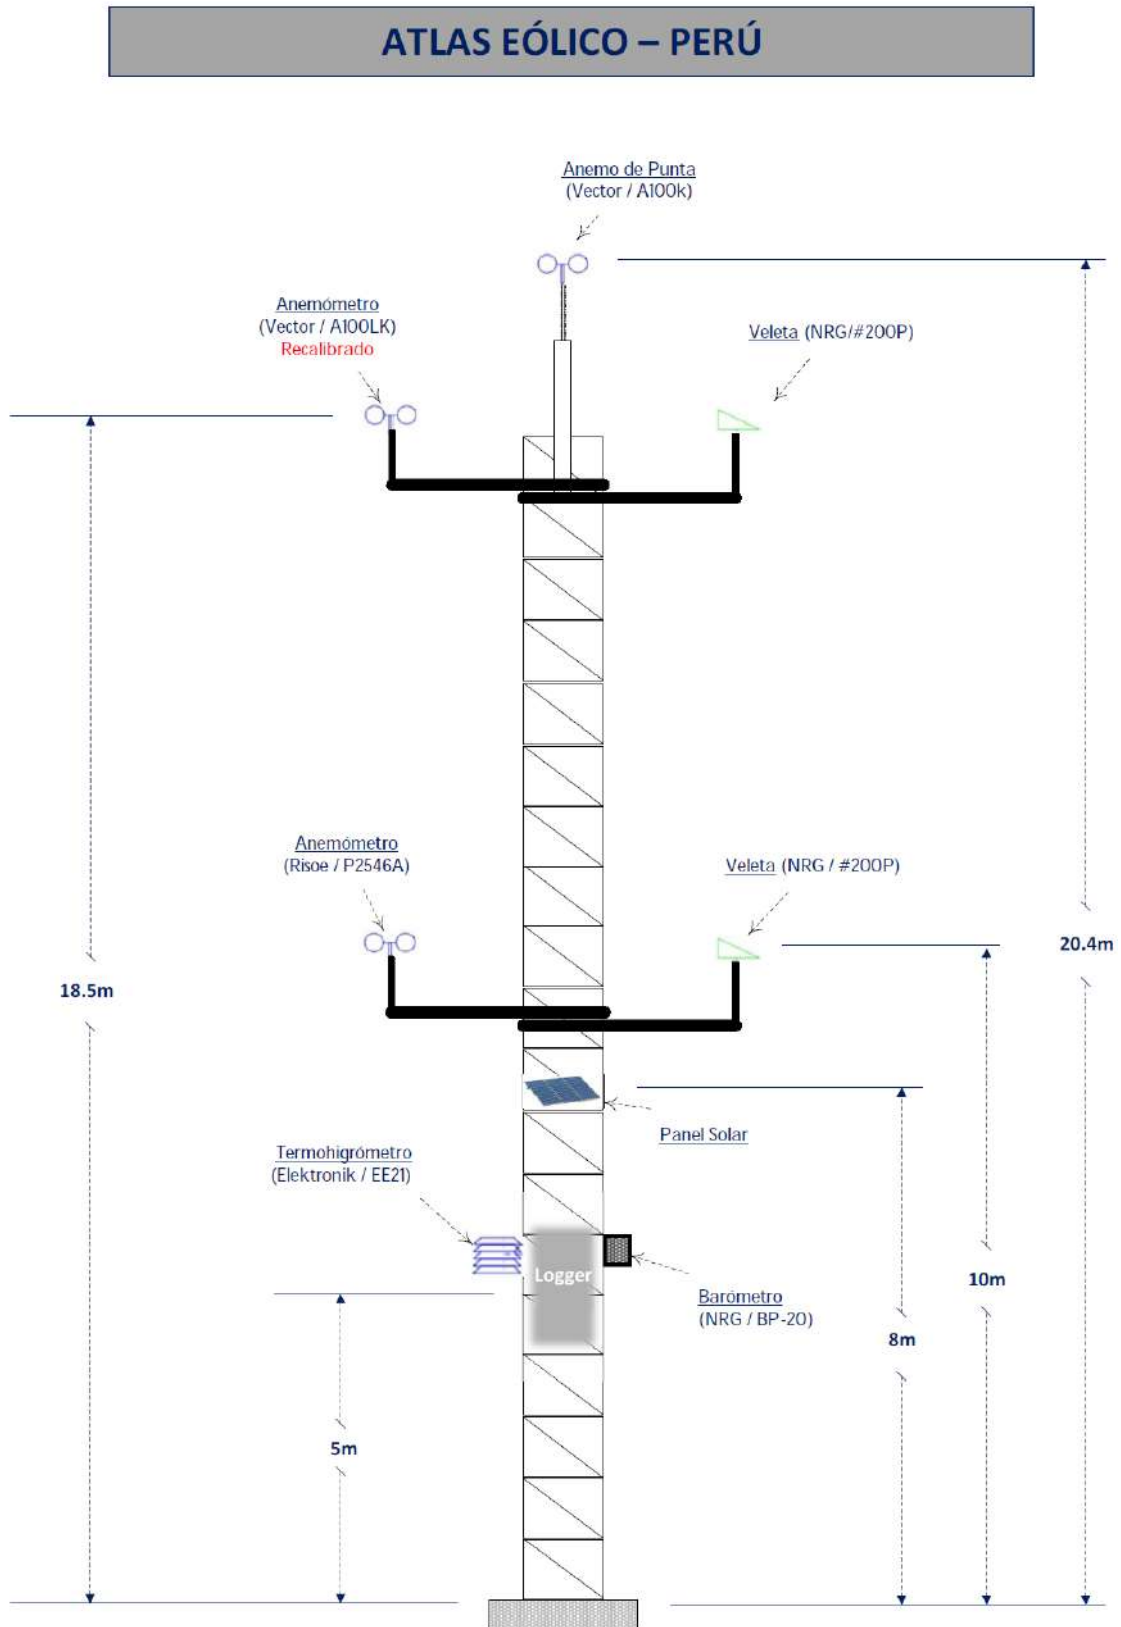 ATLAS EÓLICO – PERÚ
Anemo de Punta
(Vector / A100k)
Anemómetro
(Vector / A100LK)
Recalibrado
Veleta (NRG/#200P)
Anemómetro
(Risoe / P2546A)
Veleta (NRG / #200P)
20.4m
18.5m
Panel Solar
Termohigrómetro
(Elektronik / EE21)
Logger
10m
Barómetro
(NRG / BP-20)
8m
5m